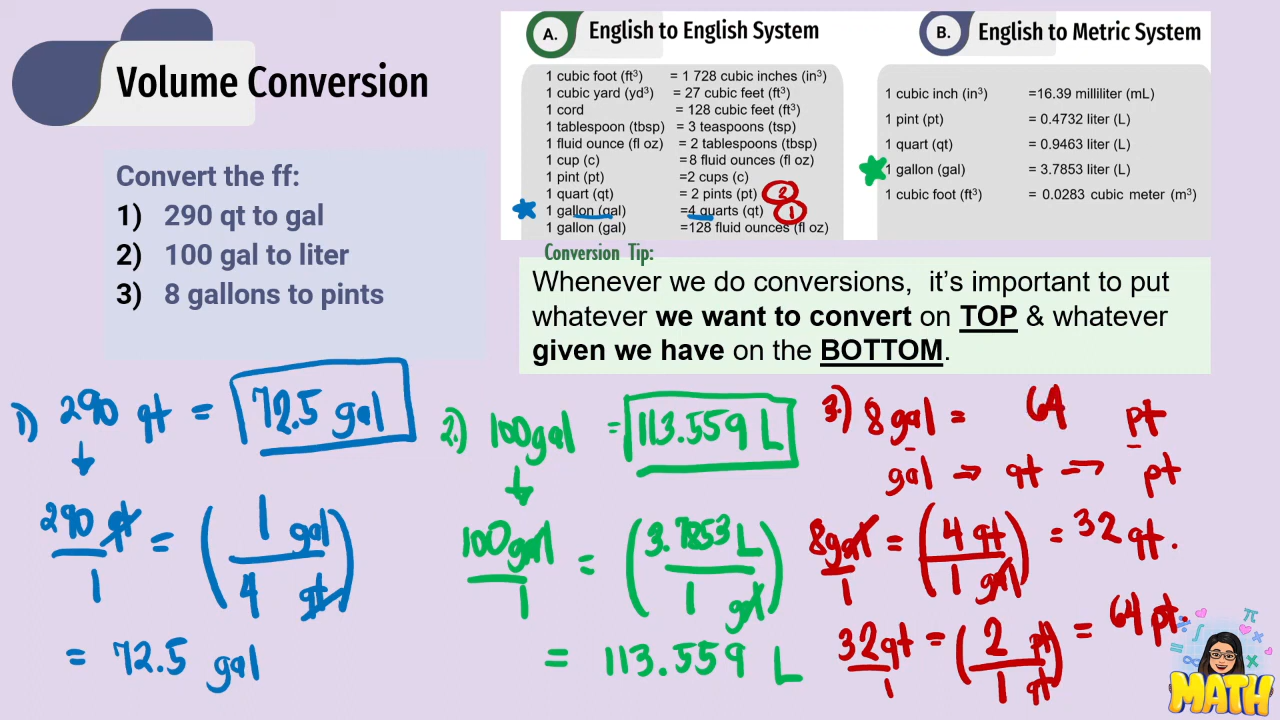 Volume Conversion
Convert the ff:
1) 290 qt to gal
2) 100 gal to liter
3) 8 gallons to pints
A. English to English System
1 cubic foot (ft³) = 1 728 cubic inches (in³)
1 cubic yard (yd³) = 27 cubic feet (ft³)
1 cord = 128 cubic feet (ft³)
1 tablespoon (tbsp) = 3 teaspoons (tsp)
1 fluid ounce (fl oz) = 2 tablespoons (tbsp)
1 cup (c) =8 fluid ounces (fl oz)
1 pint (pt) =2 cups (c)
1 quart (qt) = 2 pints (pt) 2
1 gallon (gal) =4 quarts (qt) 1
1 gallon (gal) =128 fluid ounces (fl oz)
B. English to Metric System
1 cubic inch (in³) =16.39 milliliter (mL)
1 pint (pt) = 0.4732 liter (L)
1 quart (qt) = 0.9463 liter (L)
1 gallon (gal) = 3.7853 liter (L)
1 cubic foot (ft³) = 0.0283 cubic meter (m³)
Conversion Tip:
Whenever we do conversions, it's important to put
whatever we want to convert on TOP & whatever
given we have on the BOTTOM.
1) 290 qt = 72.5 gal
290 qt = ( 1 gal )
1 4 qt
= 72.5 gal
2.) 100gal = 113.559 L
100gal = ( 3.7853 L )
1 1 gal
= 113.559 L
3.) 8 gal = 64 pt
gal ⇒ qt ⇒ pt
8gal = ( 4 qt ) = 32 qt.
1 1 gal
32qt = ( 2 pt ) = 64 pt.
1 1 qt
MATH